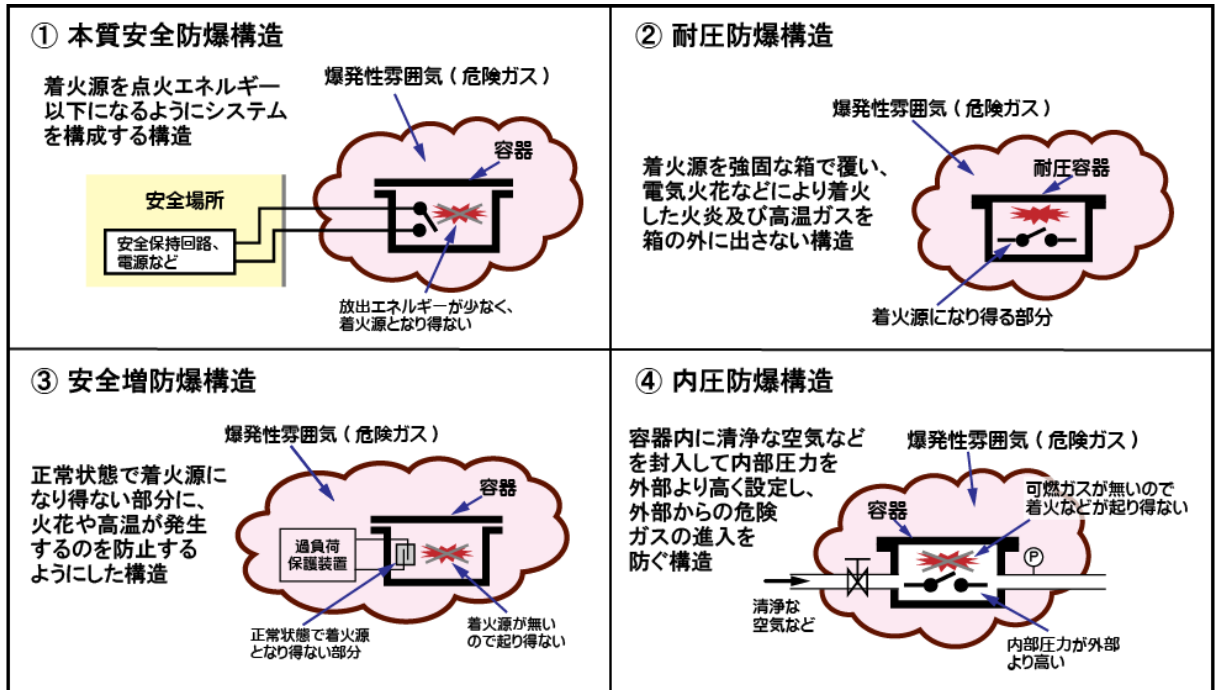 ① 本質安全防爆構造
着火源を点火エネルギー
以下になるようにシステム
を構成する構造
爆発性雰囲気(危険ガス)
容器
安全場所
安全保持回路、
電源など
放出エネルギーが少なく、
着火源となり得ない
② 耐圧防爆構造
爆発性雰囲気(危険ガス)
着火源を強固な箱で覆い、
電気火花などにより着火
した火炎及び高温ガスを
箱の外に出さない構造
耐圧容器
着火源になり得る部分
③ 安全増防爆構造
爆発性雰囲気(危険ガス)
正常状態で着火源に
なり得ない部分に、
火花や高温が発生
するのを防止する
ようにした構造
容器
過負荷
保護装置
正常状態で着火源
となり得ない部分
着火源が無い
ので起り得ない
④ 内圧防爆構造
容器内に清浄な空気など
を封入して内部圧力を
外部より高く設定し、
外部からの危険
ガスの進入を
防ぐ構造
爆発性雰囲気(危険ガス)
可燃ガスが無いので
着火などが起り得ない
容器
P
清浄な
空気など
内部圧力が外部
より高い